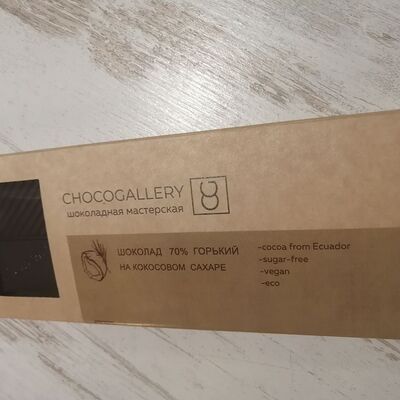 CHOCOGALLERY
шоколадная мастерская
ШОКОЛАД 70% ГОРЬКИЙ
НА КОКОСОВОМ САХАРЕ
-cocoa from Ecuador
-sugar-free
-vegan
-eco